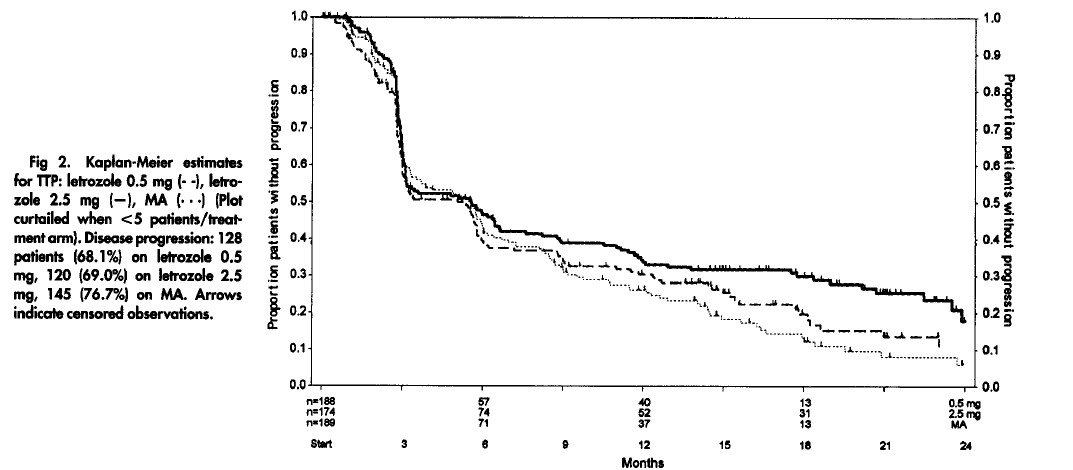 Fig 2. Kaplan-Meier estimates
for TTP: letrozole 0.5 mg (- -), letro-
zole 2.5 mg (—), MA (· · ·) (Plot
curtailed when <5 patients/treat-
ment arm). Disease progression: 128
patients (68.1%) on letrozole 0.5
mg, 120 (69.0%) on letrozole 2.5
mg, 145 (76.7%) on MA. Arrows
indicate censored observations.
Proportion patients without progression
1.0
0.9
0.8
0.7
0.6
0.5
0.4
0.3
0.2
0.1
0.0
1.0
0.9
0.8
0.7
0.6
0.5
0.4
0.3
0.2
0.1
0.0
Proportion patients without progression
n=188 57 40 13 0.5 mg
n=174 74 52 31 2.5 mg
n=189 71 37 13 MA
Start 3 6 9 12 15 18 21 24
Months